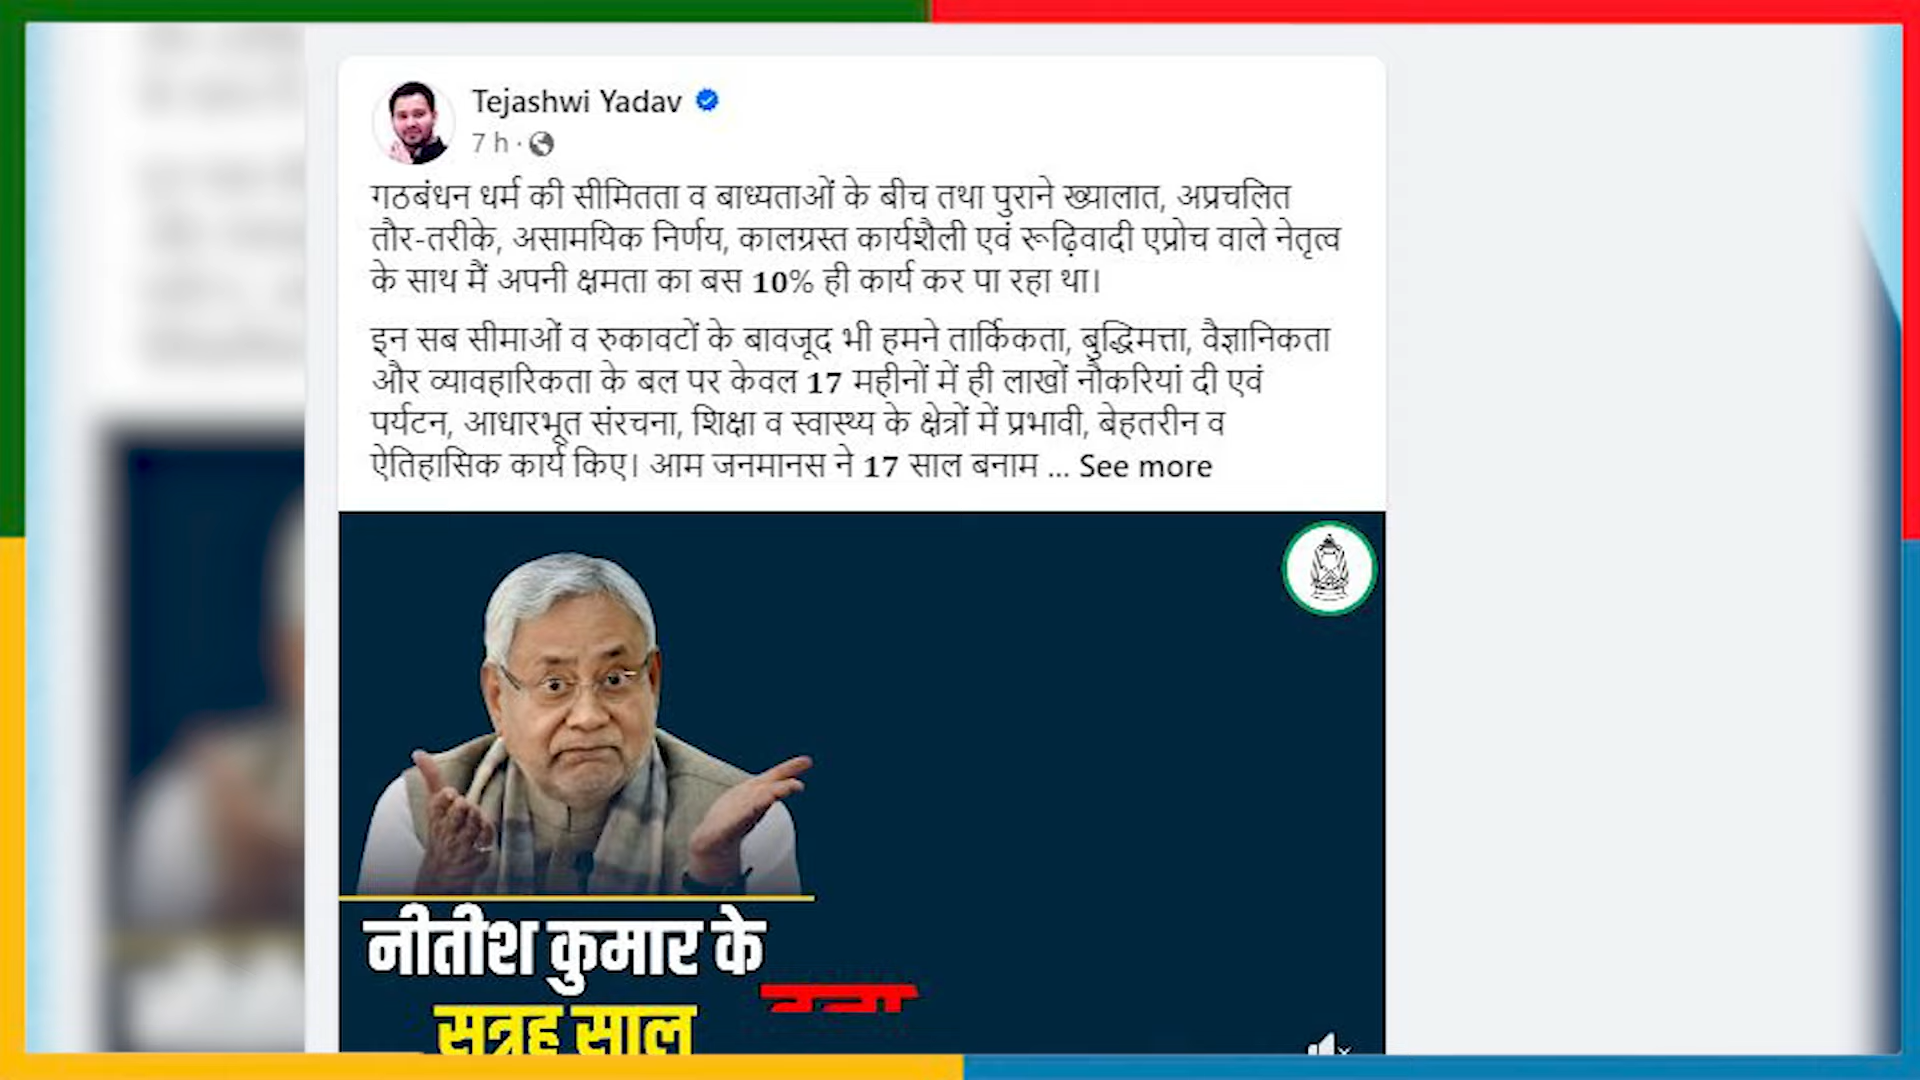 Tejashwi Yadav
7 h ·
गठबंधन धर्म की सीमितता व बाध्यताओं के बीच तथा पुराने ख्यालात, अप्रचलित
तौर-तरीके, असामयिक निर्णय, कालग्रस्त कार्यशैली एवं रूढ़िवादी एप्रोच वाले नेतृत्व
के साथ मैं अपनी क्षमता का बस 10% ही कार्य कर पा रहा था।
इन सब सीमाओं व रुकावटों के बावजूद भी हमने तार्किकता, बुद्धिमत्ता, वैज्ञानिकता
और व्यावहारिकता के बल पर केवल 17 महीनों में ही लाखों नौकरियां दी एवं
पर्यटन, आधारभूत संरचना, शिक्षा व स्वास्थ्य के क्षेत्रों में प्रभावी, बेहतरीन व
ऐतिहासिक कार्य किए। आम जनमानस ने 17 साल बनाम ... See more
नीतीश कुमार के
सत्रह साल